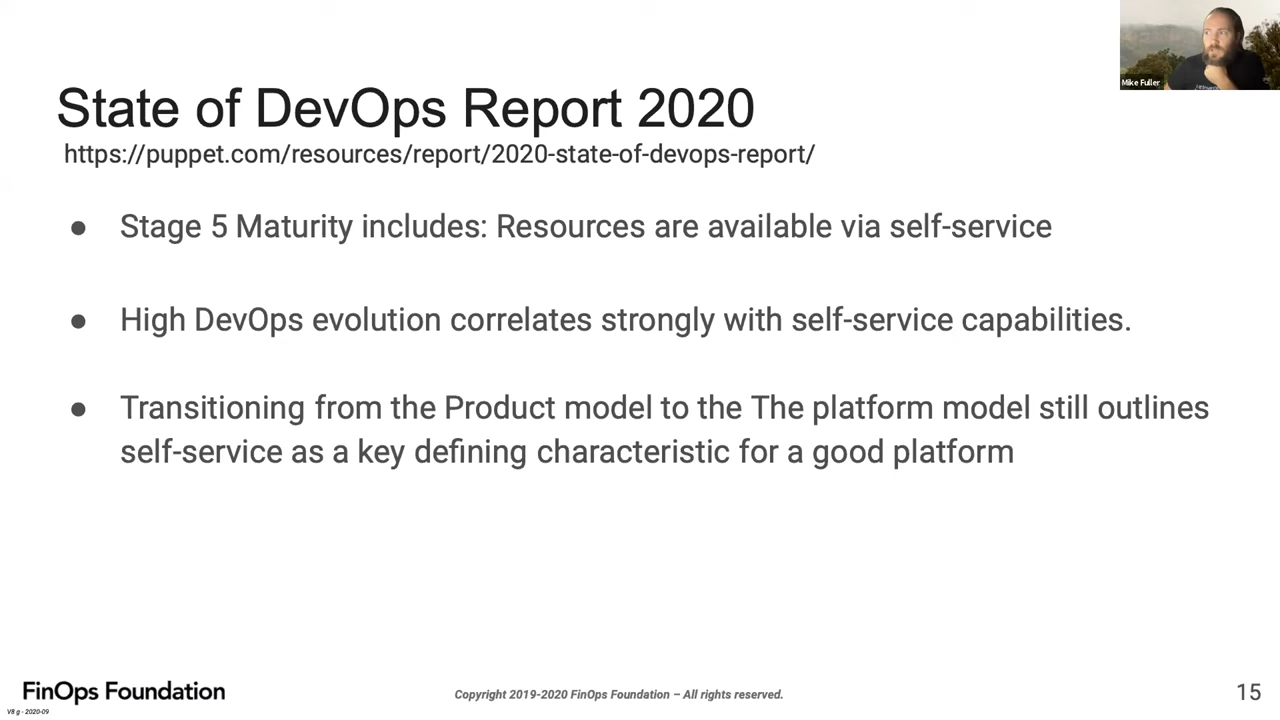 Mike Fuller
State of DevOps Report 2020
https://puppet.com/resources/report/2020-state-of-devops-report/
● Stage 5 Maturity includes: Resources are available via self-service
● High DevOps evolution correlates strongly with self-service capabilities.
● Transitioning from the Product model to the The platform model still outlines
self-service as a key defining characteristic for a good platform
FinOps Foundation
Copyright 2019-2020 FinOps Foundation – All rights reserved.
15
V8 g - 2020-09